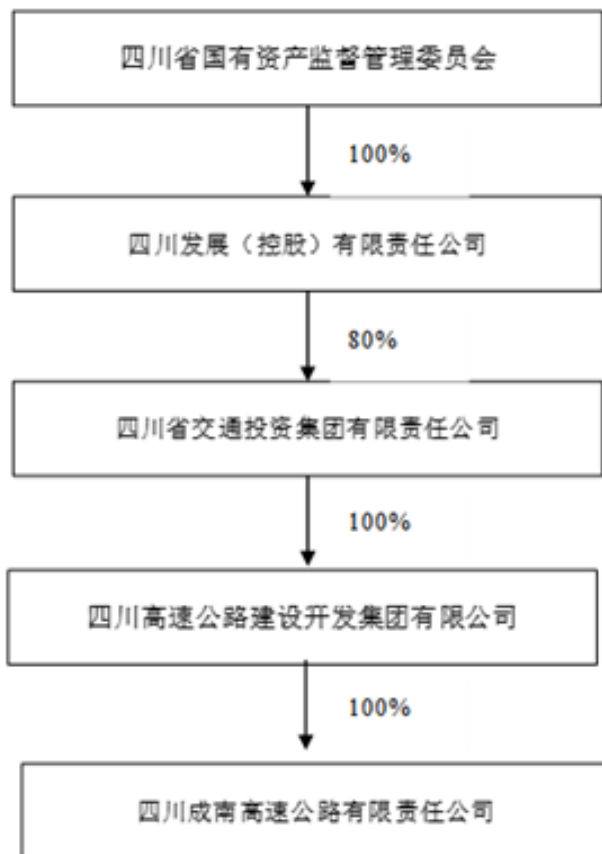 四川省国有资产监督管理委员会
100%
四川发展（控股）有限责任公司
80%
四川省交通投资集团有限责任公司
100%
四川高速公路建设开发集团有限公司
100%
四川成南高速公路有限责任公司